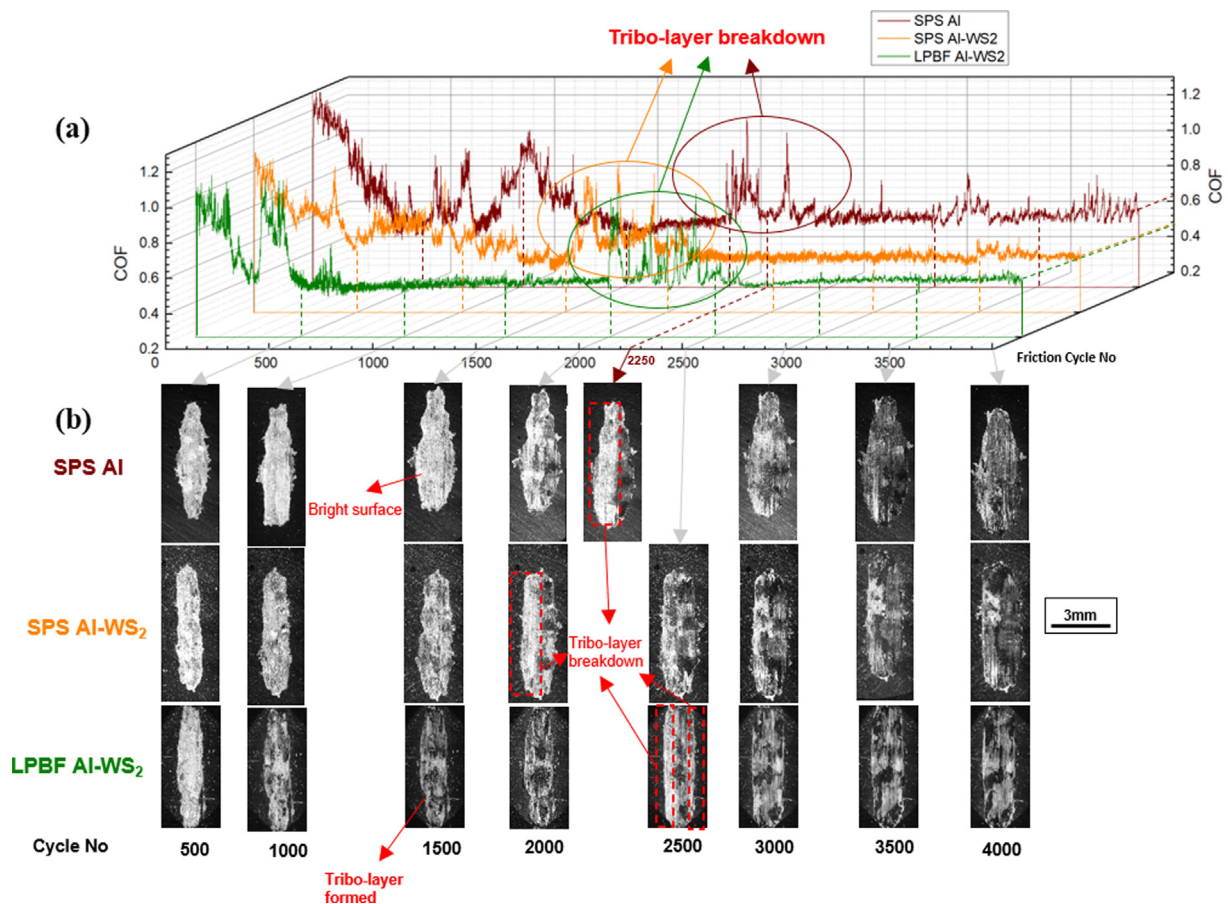 SPS Al
SPS Al-WS2
LPBF Al-WS2
Tribo-layer breakdown
(a)
1.2
1.0
0.8
0.6
0.4
0.2
COF
1.2
1.0
0.8
0.6
0.4
0.2
COF
0
500
1000
1500
2000
2250
2500
3000
3500
Friction Cycle No
(b)
SPS Al
Bright surface
SPS Al-WS₂
Tribo-layer
breakdown
3mm
LPBF Al-WS₂
Cycle No
500
1000
1500
2000
2500
3000
3500
4000
Tribo-layer
formed